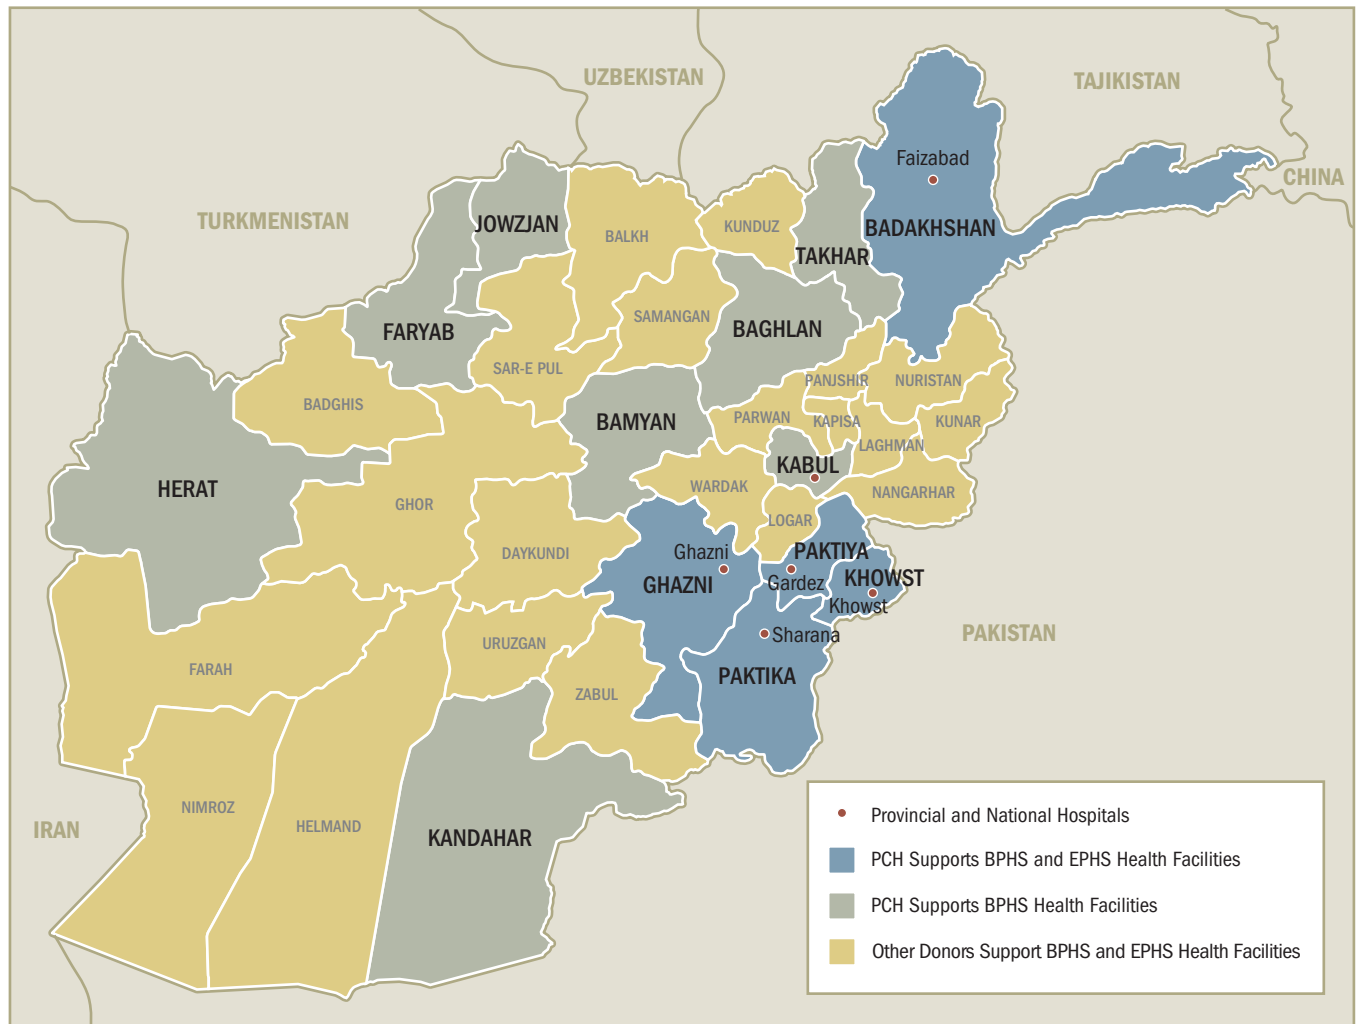 UZBEKISTAN
TAJIKISTAN
Faizabad
CHINA
TURKMENISTAN
JOWZJAN
BALKH
KUNDUZ
BADAKHSHAN
TAKHAR
SAMANGAN
FARYAB
BAGHLAN
SAR-E PUL
PANJSHIR
NURISTAN
BADGHIS
BAMYAN
PARWAN
KAPISA
KUNAR
LAGHMAN
KABUL
HERAT
WARDAK
NANGARHAR
GHOR
LOGAR
DAYKUNDI
Ghazni
PAKTIYA
GHAZNI
Gardez
KHOWST
Khowst
Sharana
PAKISTAN
URUZGAN
FARAH
PAKTIKA
ZABUL
NIMROZ
IRAN
HELMAND
KANDAHAR
Provincial and National Hospitals
PCH Supports BPHS and EPHS Health Facilities
PCH Supports BPHS Health Facilities
Other Donors Support BPHS and EPHS Health Facilities